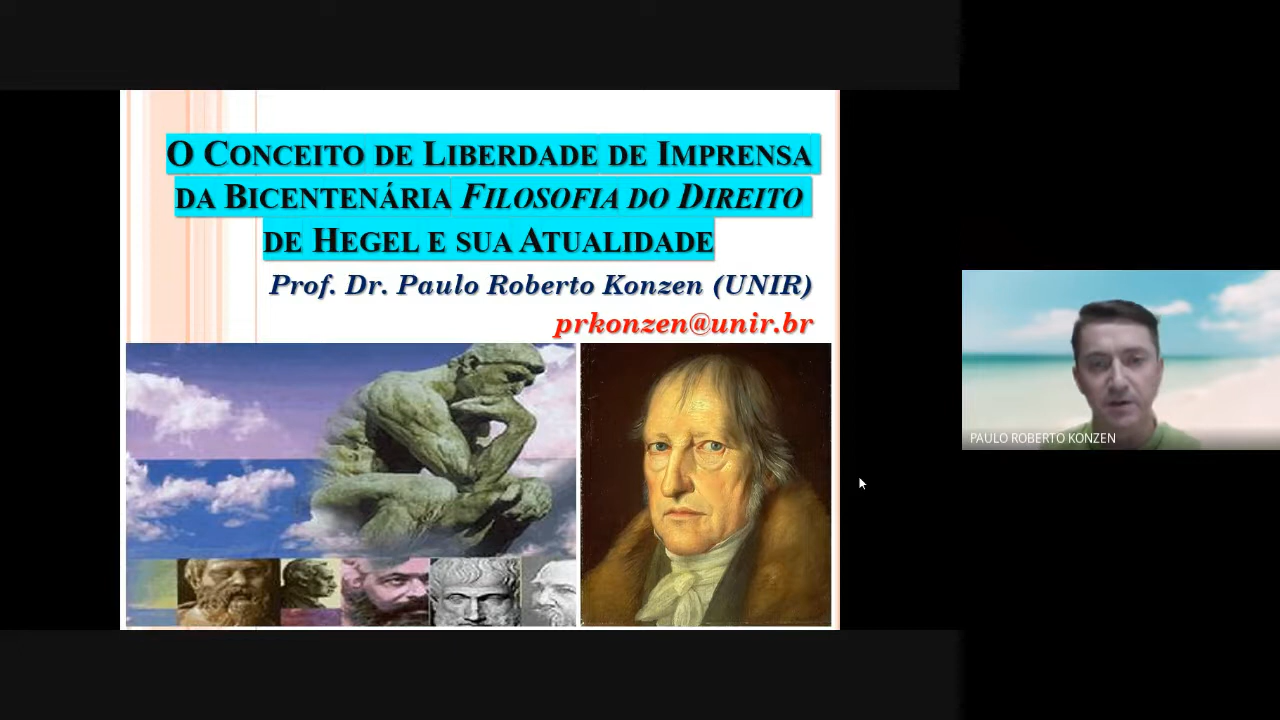 O CONCEITO DE LIBERDADE DE IMPRENSA
DA BICENTENÁRIA FILOSOFIA DO DIREITO
DE HEGEL E SUA ATUALIDADE
Prof. Dr. Paulo Roberto Konzen (UNIR)
prkonzen@unir.br
PAULO ROBERTO KONZEN